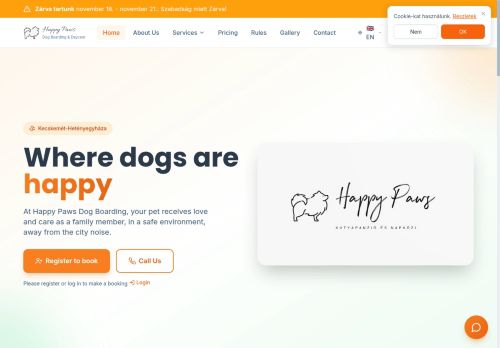 Zárva tartunk november 18. - november 21.: Szabadság miatt zárva!
Cookie-kat használunk. Részletek
Nem
OK
Happy Paws
Dog Boarding & Daycare
Home
About Us
Services
Pricing
Rules
Gallery
Contact
EN
Kecskemét-Hetényegyháza
Where dogs are
happy
At Happy Paws Dog Boarding, your pet receives love
and care as a family member, in a safe environment,
away from the city noise.
Register to book
Call Us
Please register or log in to make a booking
Login
Happy Paws
KUTYAPANZIÓ ÉS NAPKÖZI